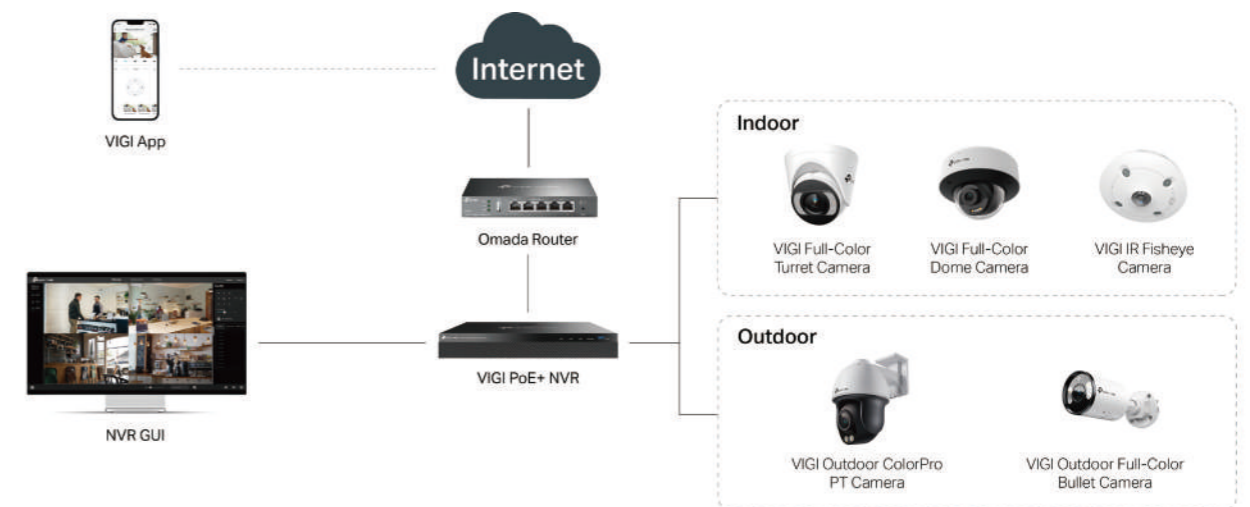 Internet
VIGI App
Omada Router
NVR GUI
VIGI PoE+ NVR
Indoor
VIGI Full-Color
Turret Camera
VIGI Full-Color
Dome Camera
VIGI IR Fisheye
Camera
Outdoor
VIGI Outdoor ColorPro
PT Camera
VIGI Outdoor Full-Color
Bullet Camera